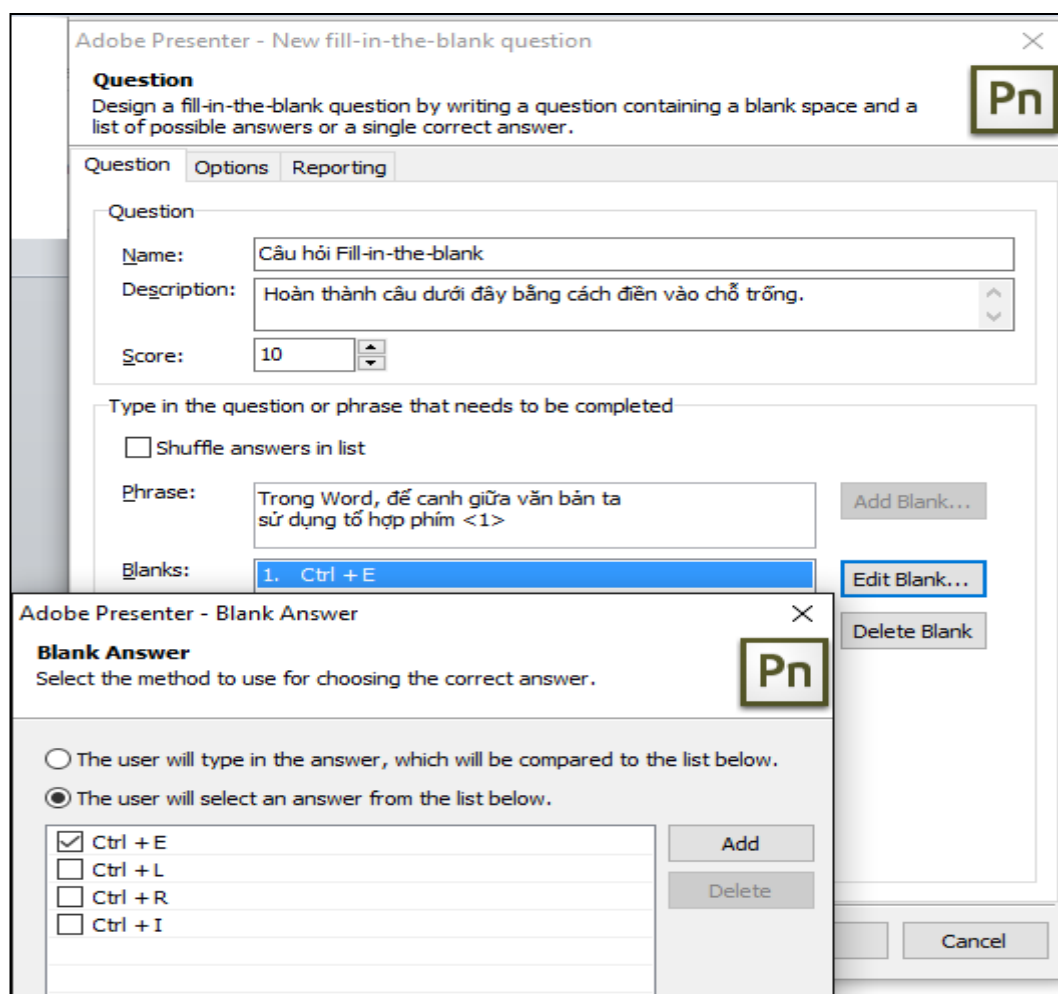 Adobe Presenter - New fill-in-the-blank question
Question
Design a fill-in-the-blank question by writing a question containing a blank space and a
list of possible answers or a single correct answer.
Pn
Question Options Reporting
Question
Name: Câu hỏi Fill-in-the-blank
Description: Hoàn thành câu dưới đây bằng cách điền vào chỗ trống.
Score: 10
Type in the question or phrase that needs to be completed
Shuffle answers in list
Phrase: Trong Word, để canh giữa văn bản ta
sử dụng tổ hợp phím <1>
Add Blank...
Blanks: 1. Ctrl + E
Edit Blank...
Delete Blank
Adobe Presenter - Blank Answer
Blank Answer
Select the method to use for choosing the correct answer.
Pn
The user will type in the answer, which will be compared to the list below.
The user will select an answer from the list below.
Ctrl + E
Ctrl + L
Ctrl + R
Ctrl + I
Add
Delete
Cancel